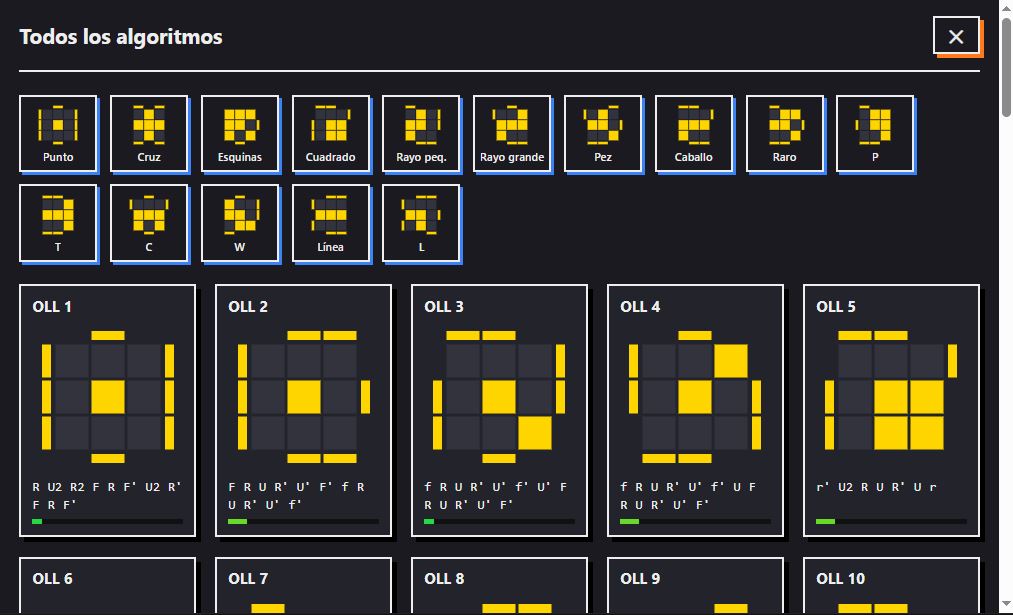 Todos los algoritmos
Punto
Cruz
Esquinas
Cuadrado
Rayo peq.
Rayo grande
Pez
Caballo
Raro
P
T
C
W
Línea
L
OLL 1
R U2 R2 F R F' U2 R'
F R F'
OLL 2
F R U R' U' F' f R
U R' U' f'
OLL 3
f R U R' U' f' U' F
R U R' U' F'
OLL 4
f R U R' U' f' U F
R U R' U' F'
OLL 5
r' U2 R U R' U r
OLL 6
OLL 7
OLL 8
OLL 9
OLL 10